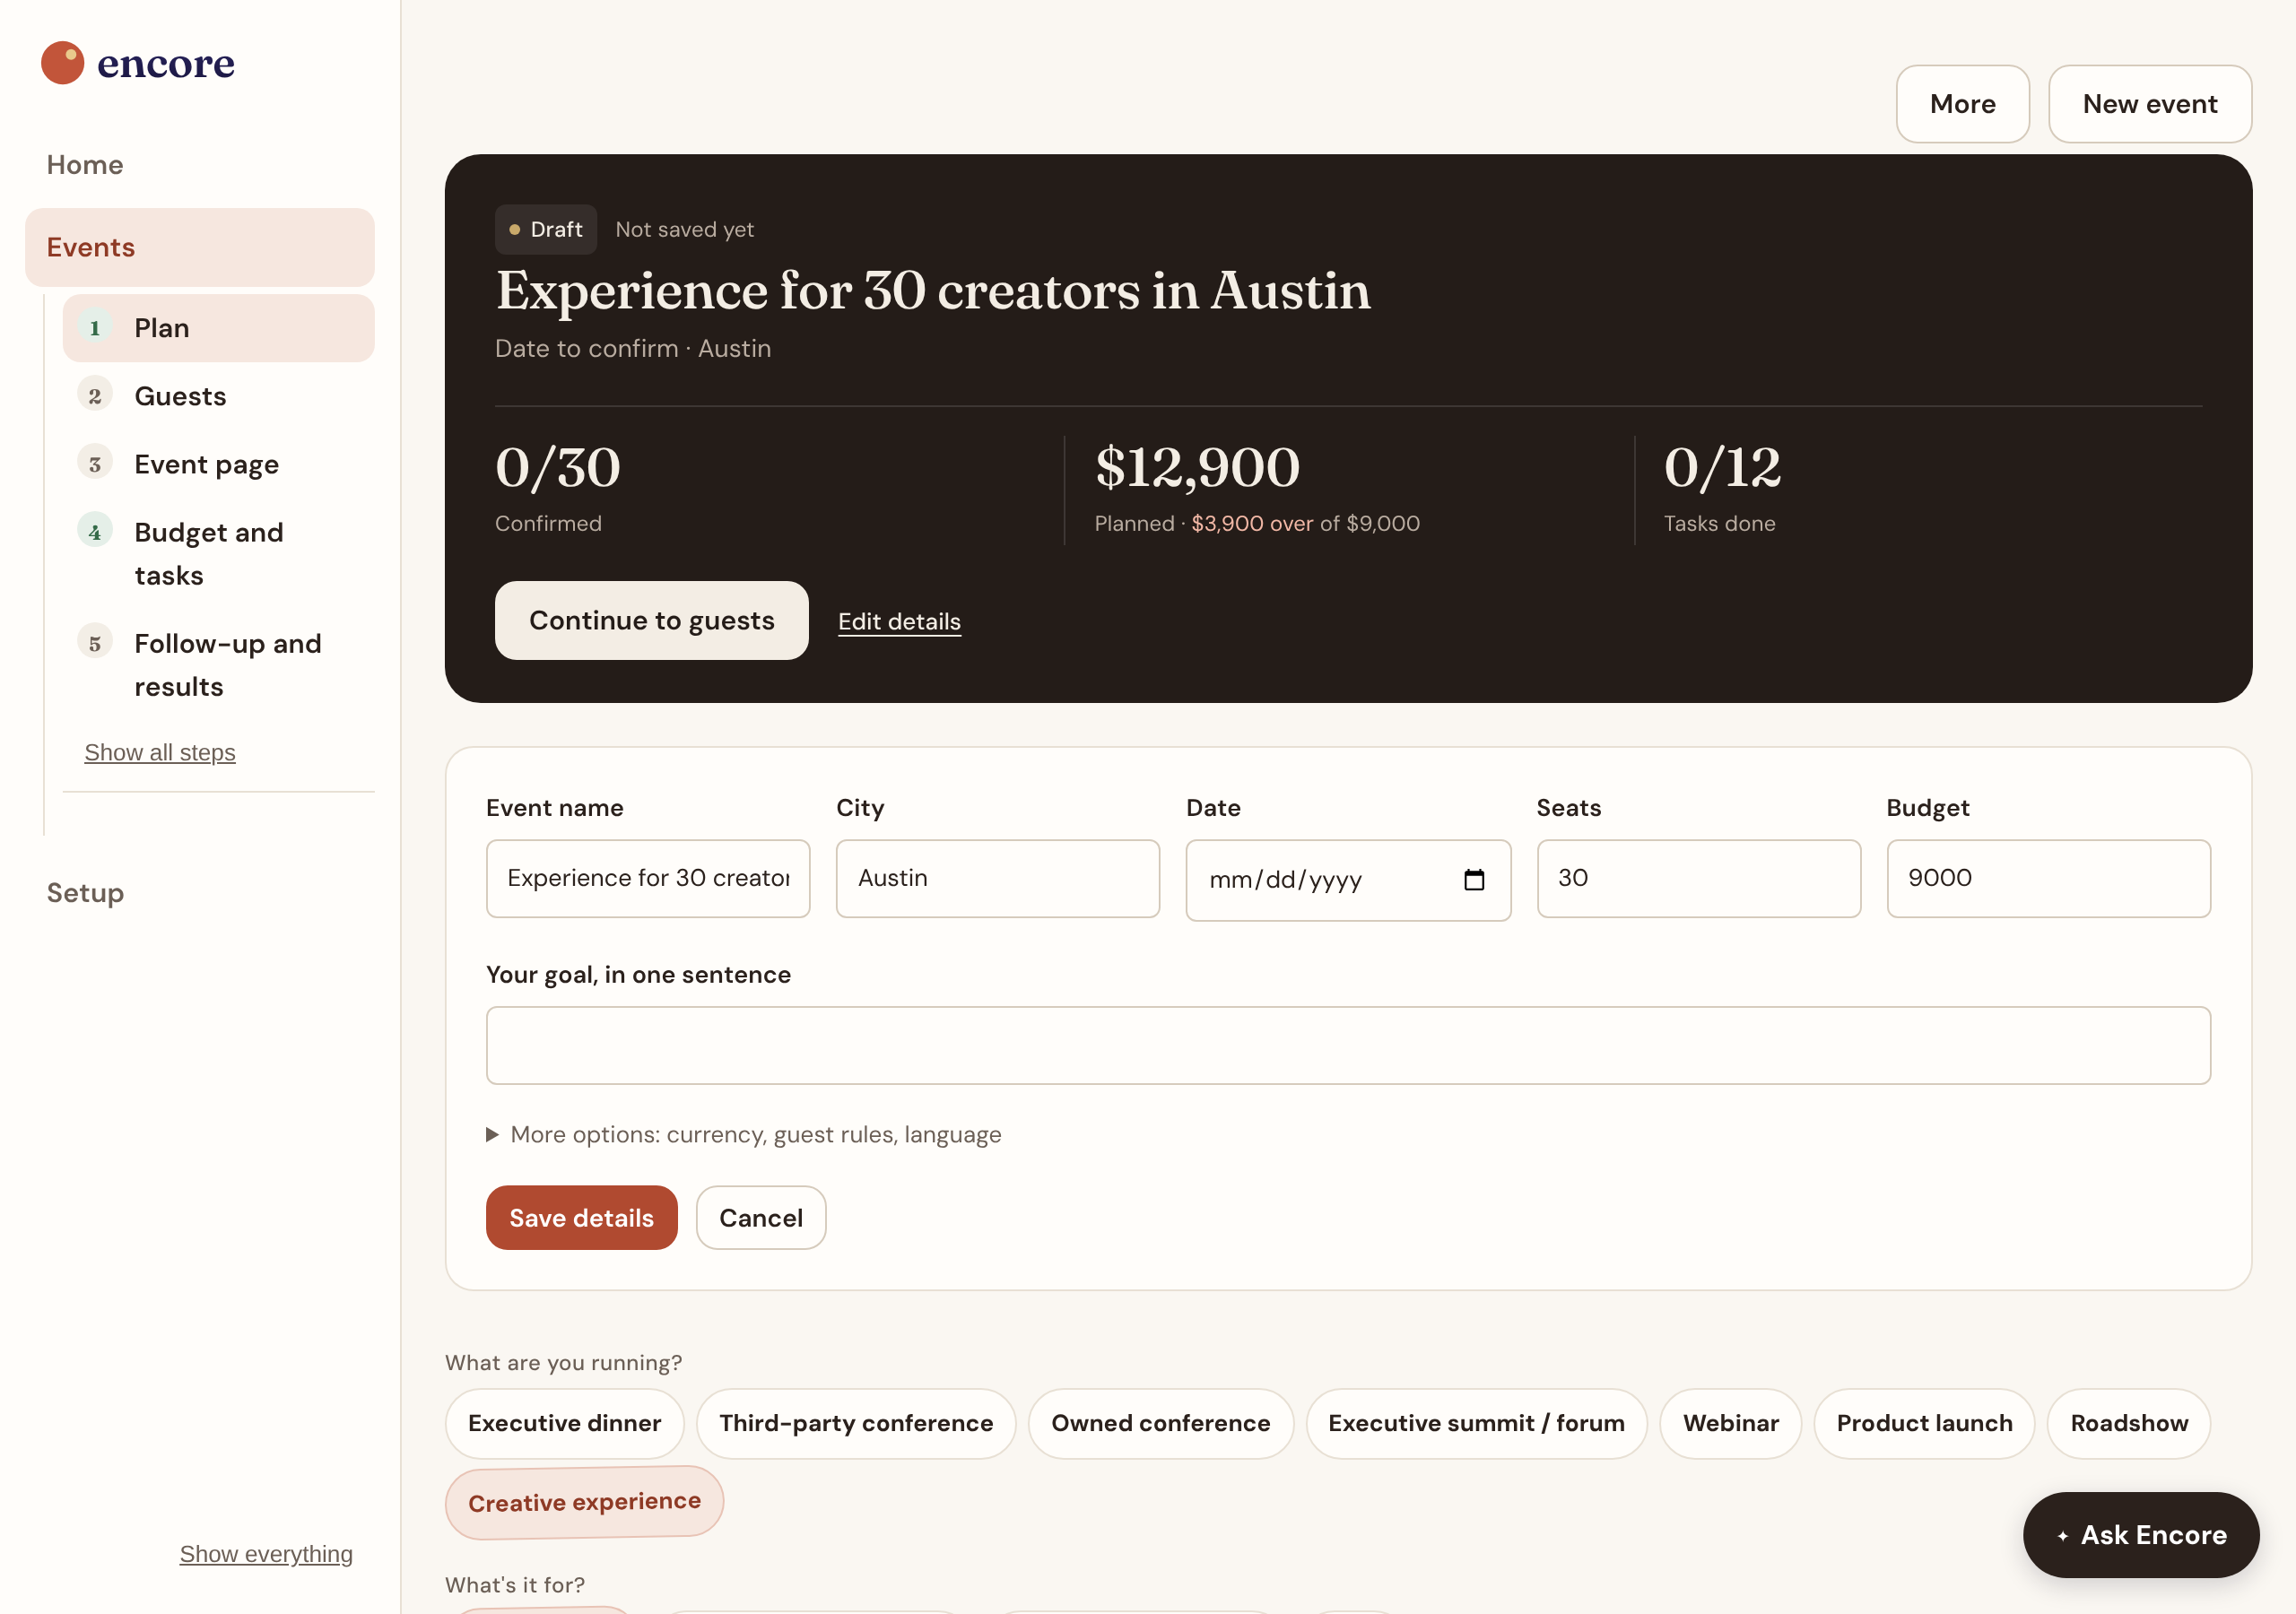 encore
Home
Events
1 Plan
2 Guests
3 Event page
4 Budget and
tasks
5 Follow-up and
results
Show all steps
Setup
Show everything
More
New event
Draft
Not saved yet
Experience for 30 creators in Austin
Date to confirm · Austin
0/30
Confirmed
$12,900
Planned · $3,900 over of $9,000
0/12
Tasks done
Continue to guests
Edit details
Event name
City
Date
Seats
Budget
Experience for 30 creator
Austin
mm/dd/yyyy
30
9000
Your goal, in one sentence
More options: currency, guest rules, language
Save details
Cancel
What are you running?
Executive dinner
Third-party conference
Owned conference
Executive summit / forum
Webinar
Product launch
Roadshow
Creative experience
Ask Encore
What's it for?